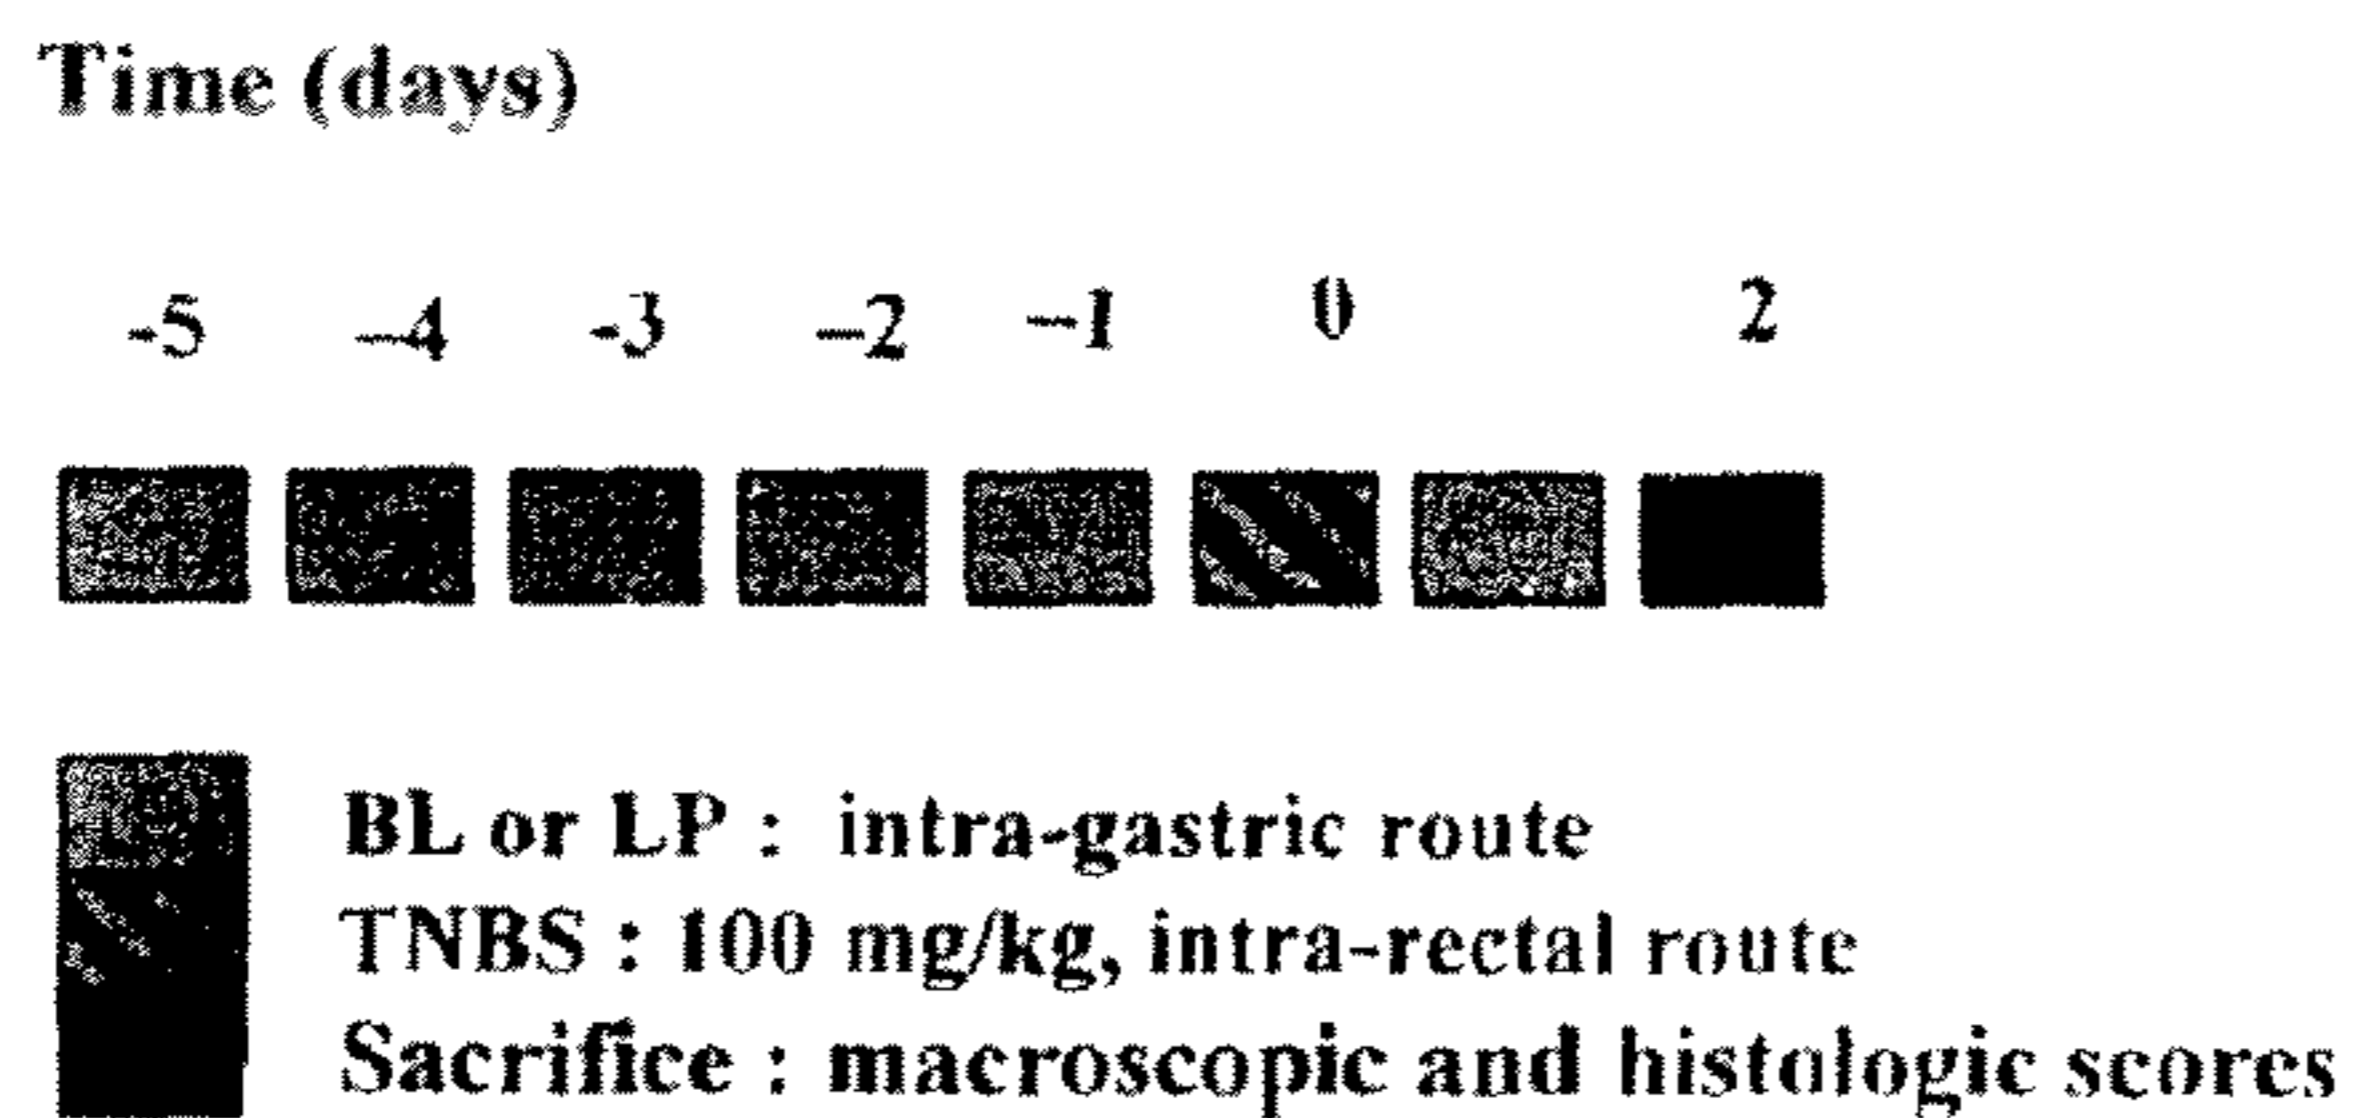 Time (days)
-5 –4 -3 –2 –1 0 2
BL or LP : intra-gastric route
TNBS : 100 mg/kg, intra-rectal route
Sacrifice : macroscopic and histologic scores